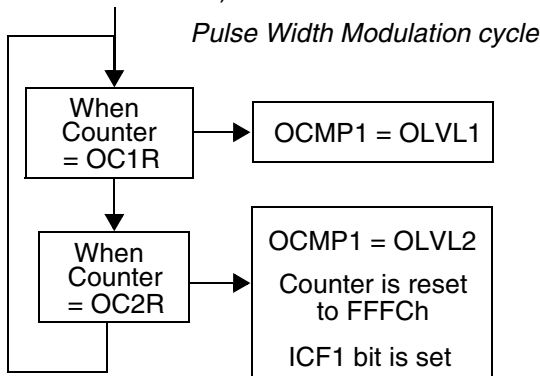 Pulse Width Modulation cycle
When
Counter
= OC1R
OCMP1 = OLVL1
When
Counter
= OC2R
OCMP1 = OLVL2
Counter is reset
to FFFCh
ICF1 bit is set